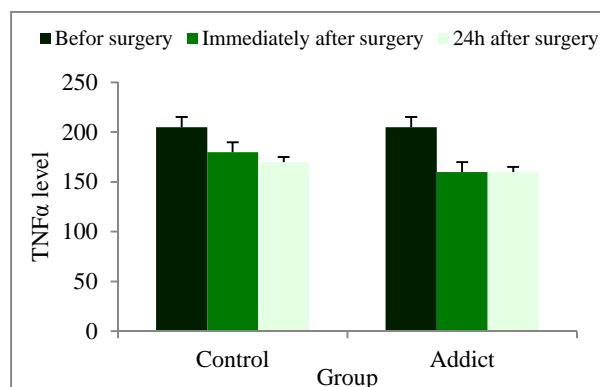 Befor surgery Immediately after surgery 24h after surgery
250
200
150
100
50
0
TNFα level
Control Addict
Group